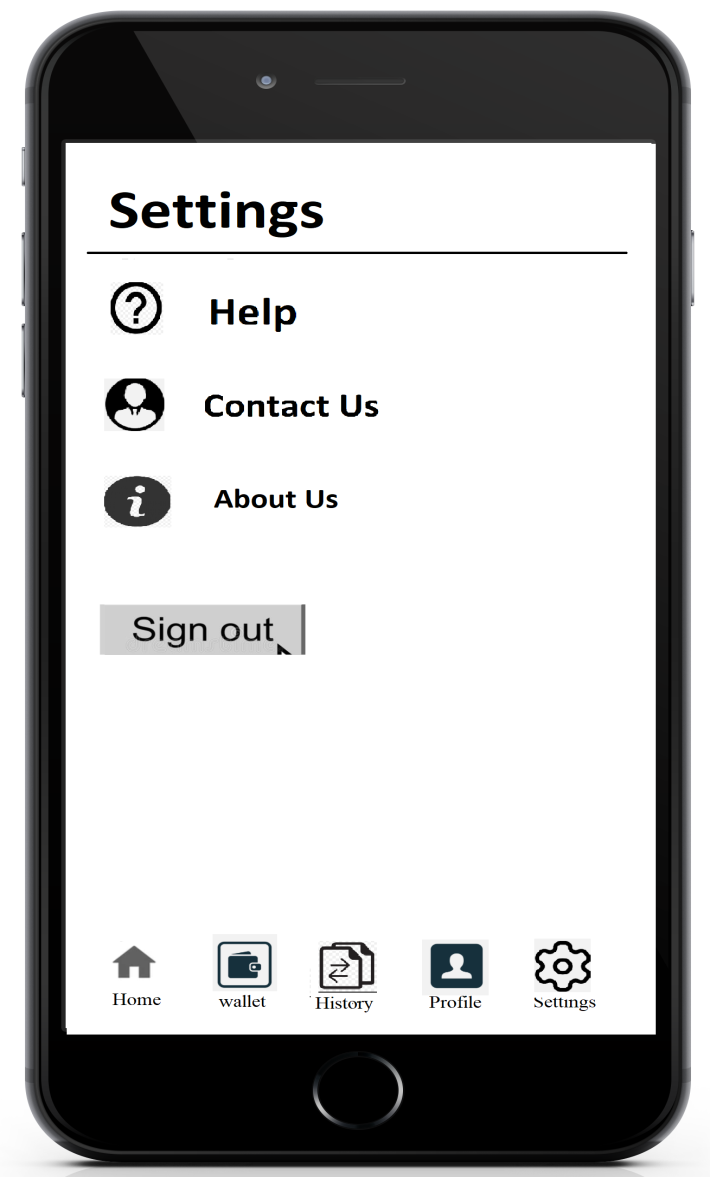 Settings
Help
Contact Us
About Us
Sign out
Home
wallet
History
Profile
Settings